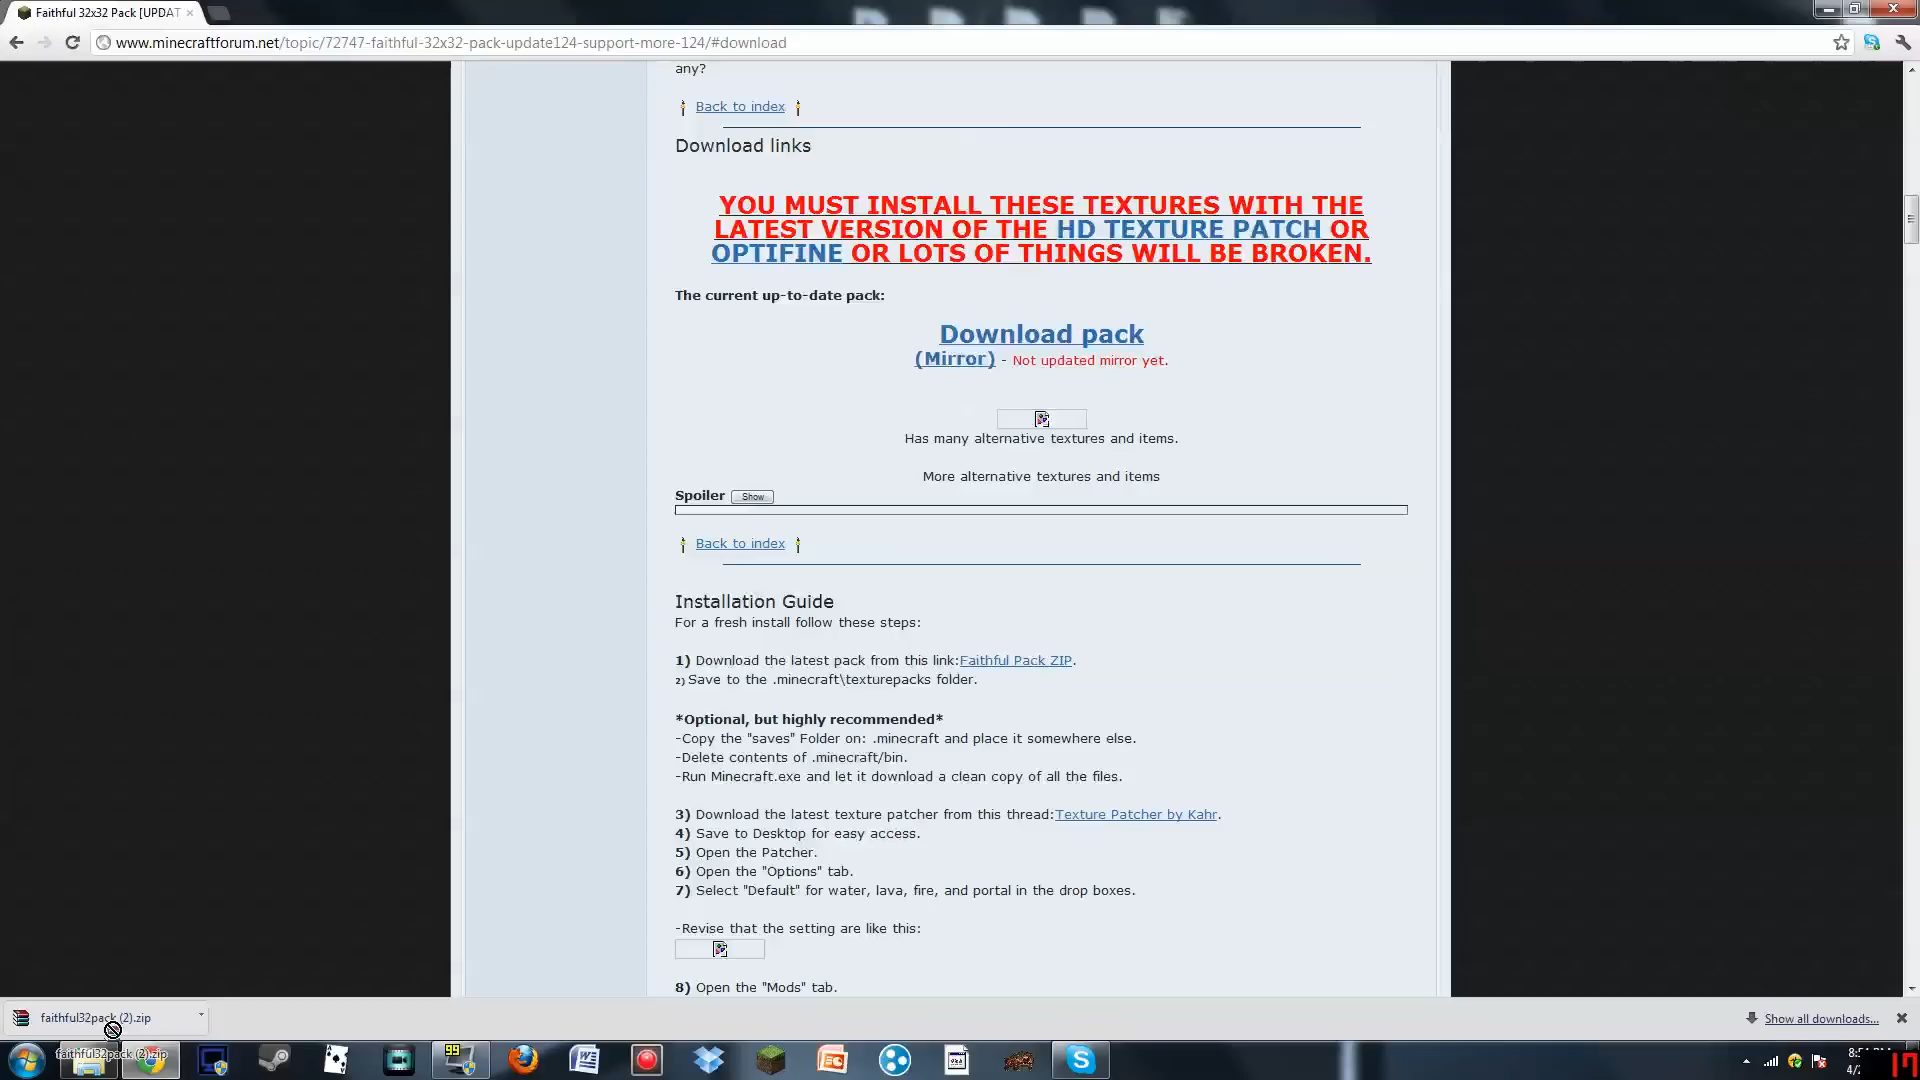 Faithful 32x32 Pack [UPDAT
www.minecraftforum.net/topic/72747-faithful-32x32-pack-update124-support-more-124/#download
any?
Back to index
Download links
YOU MUST INSTALL THESE TEXTURES WITH THE
LATEST VERSION OF THE HD TEXTURE PATCH OR
OPTIFINE OR LOTS OF THINGS WILL BE BROKEN.
The current up-to-date pack:
Download pack
(Mirror) - Not updated mirror yet.
Has many alternative textures and items.
More alternative textures and items
Spoiler Show
Back to index
Installation Guide
For a fresh install follow these steps:
1) Download the latest pack from this link:Faithful Pack ZIP.
2) Save to the .minecraft\texturepacks folder.
*Optional, but highly recommended*
-Copy the "saves" Folder on: .minecraft and place it somewhere else.
-Delete contents of .minecraft/bin.
-Run Minecraft.exe and let it download a clean copy of all the files.
3) Download the latest texture patcher from this thread:Texture Patcher by Kahr.
4) Save to Desktop for easy access.
5) Open the Patcher.
6) Open the "Options" tab.
7) Select "Default" for water, lava, fire, and portal in the drop boxes.
-Revise that the setting are like this:
8) Open the "Mods" tab.
faithful32pack (2).zip
Show all downloads...
faithful32pack (2).zip
99
17